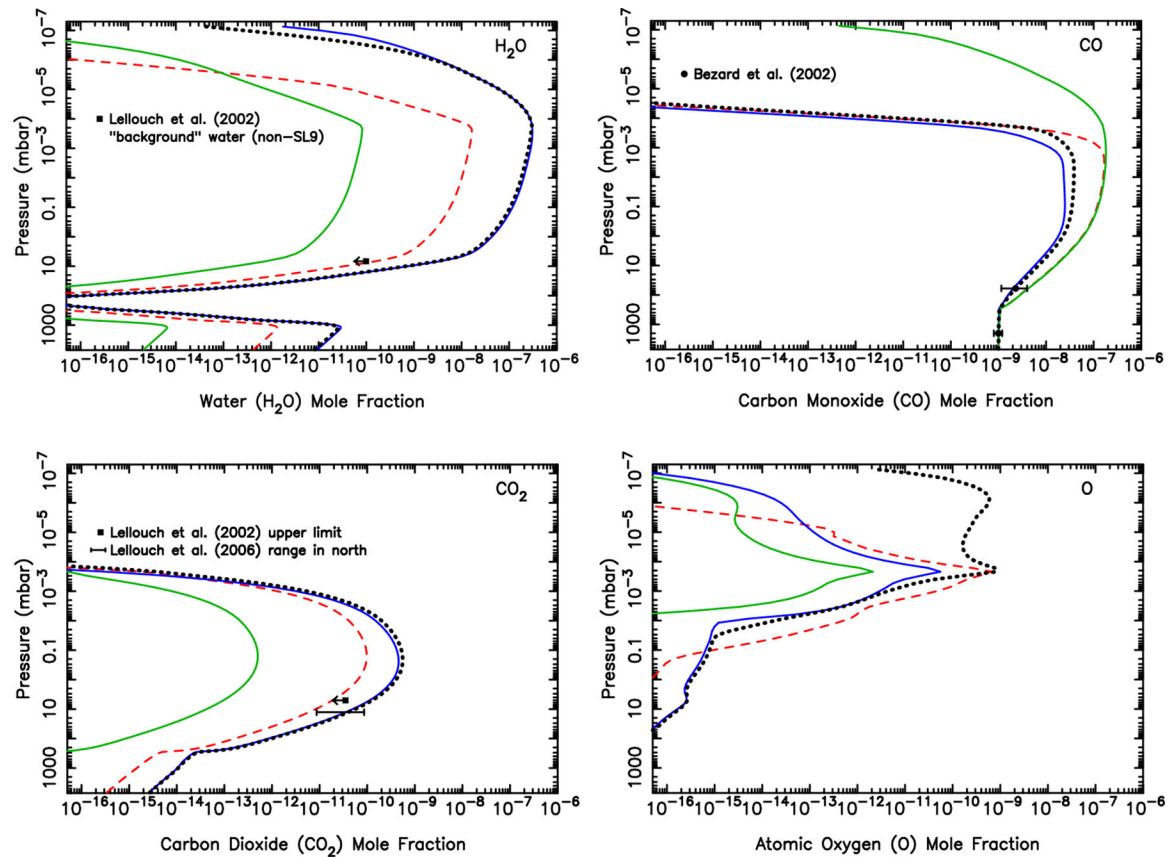 H2O
Lellouch et al. (2002)
"background" water (non-SL9)
Pressure (mbar)
10−7
10−5
10−3
0.1
10
1000
10−16 10−15 10−14 10−13 10−12 10−11 10−10 10−9 10−8 10−7 10−6
Water (H2O) Mole Fraction
CO
Bezard et al. (2002)
Pressure (mbar)
10−7
10−5
10−3
0.1
10
1000
10−16 10−15 10−14 10−13 10−12 10−11 10−10 10−9 10−8 10−7 10−6
Carbon Monoxide (CO) Mole Fraction
CO2
Lellouch et al. (2002) upper limit
Lellouch et al. (2006) range in north
Pressure (mbar)
10−7
10−5
10−3
0.1
10
1000
10−16 10−15 10−14 10−13 10−12 10−11 10−10 10−9 10−8 10−7 10−6
Carbon Dioxide (CO2) Mole Fraction
O
Pressure (mbar)
10−7
10−5
10−3
0.1
10
1000
10−16 10−15 10−14 10−13 10−12 10−11 10−10 10−9 10−8 10−7 10−6
Atomic Oxygen (O) Mole Fraction